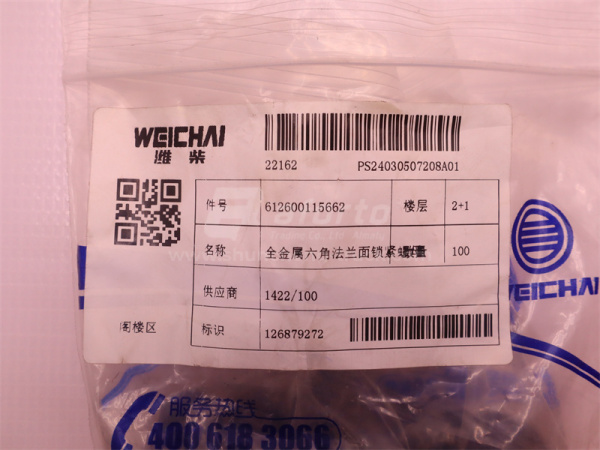 WEICHAI
潍柴
22162 PS24030507208A01
件号 612600115662 楼层 2+1
名称 全金属六角法兰面锁紧 数量 100
供应商 1422/100
阁楼区 标识 126879272
WEICHAI
服务热线
400 618 3066